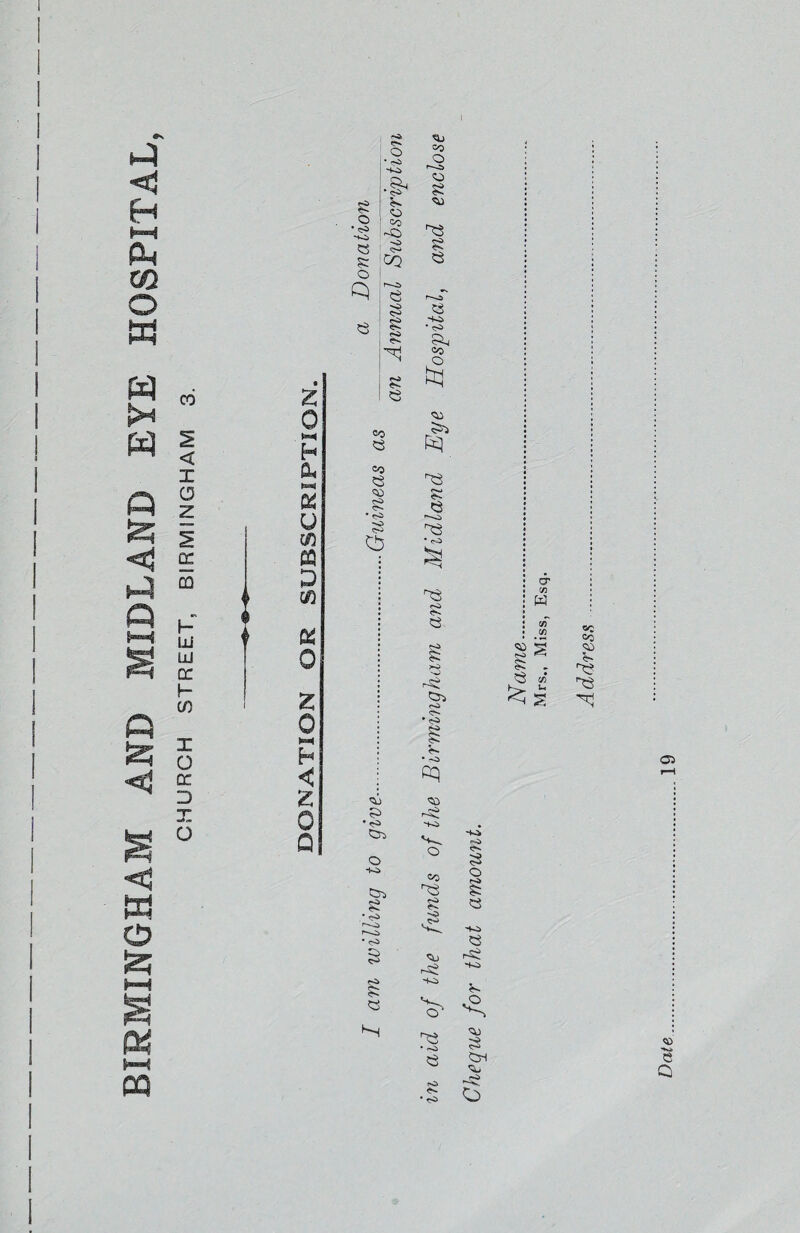 BIRMINGHAM AND MIDLAND EYE HOSPITAL,
CHURCH STREET, BIRMINGHAM 3.
DONATION OR SUBSCRIPTION.
a Donation
I am willing to give..............................Guineas as
an Annual Subscription
in aid of the funds of the Birmingham and Midland Eye Hospital, and enclose
Cheque for that amount.
Name..............................
Mrs., Miss, Esq.
Address..............................
Date..............................19